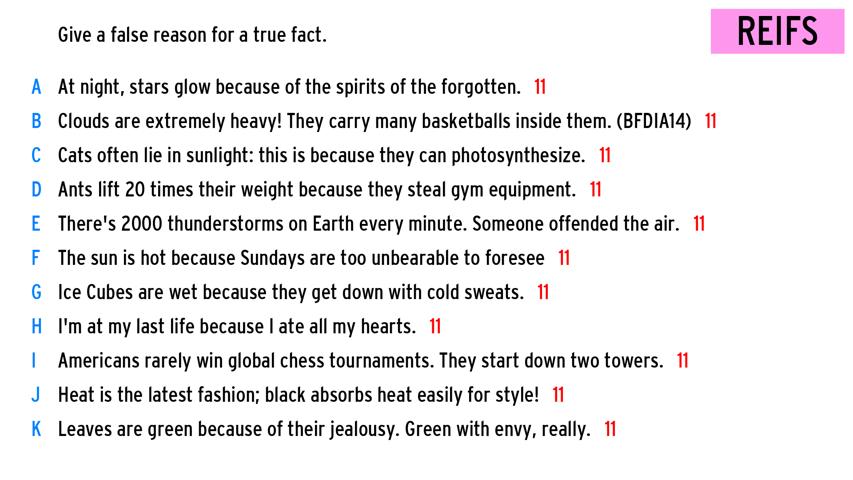 Give a false reason for a true fact.
REIFS
A At night, stars glow because of the spirits of the forgotten. 11
B Clouds are extremely heavy! They carry many basketballs inside them. (BFDIA14) 11
C Cats often lie in sunlight: this is because they can photosynthesize. 11
D Ants lift 20 times their weight because they steal gym equipment. 11
E There's 2000 thunderstorms on Earth every minute. Someone offended the air. 11
F The sun is hot because Sundays are too unbearable to foresee 11
G Ice Cubes are wet because they get down with cold sweats. 11
H I'm at my last life because I ate all my hearts. 11
I Americans rarely win global chess tournaments. They start down two towers. 11
J Heat is the latest fashion; black absorbs heat easily for style! 11
K Leaves are green because of their jealousy. Green with envy, really. 11